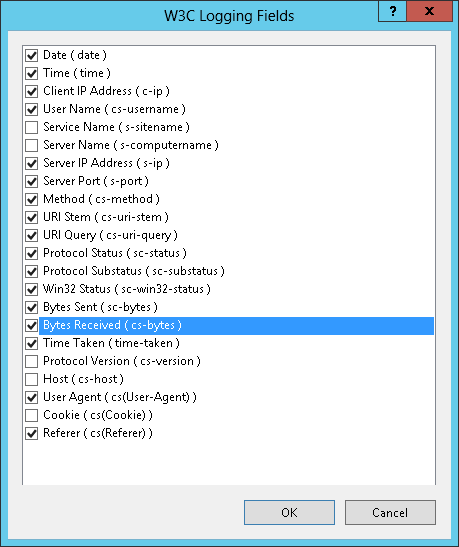 W3C Logging Fields
?
x
Date ( date )
Time ( time )
Client IP Address ( c-ip )
User Name ( cs-username )
Service Name ( s-sitename )
Server Name ( s-computername )
Server IP Address ( s-ip )
Server Port ( s-port )
Method ( cs-method )
URI Stem ( cs-uri-stem )
URI Query ( cs-uri-query )
Protocol Status ( sc-status )
Protocol Substatus ( sc-substatus )
Win32 Status ( sc-win32-status )
Bytes Sent ( sc-bytes )
Bytes Received ( cs-bytes )
Time Taken ( time-taken )
Protocol Version ( cs-version )
Host ( cs-host )
User Agent ( cs(User-Agent) )
Cookie ( cs(Cookie) )
Referer ( cs(Referer) )
OK
Cancel